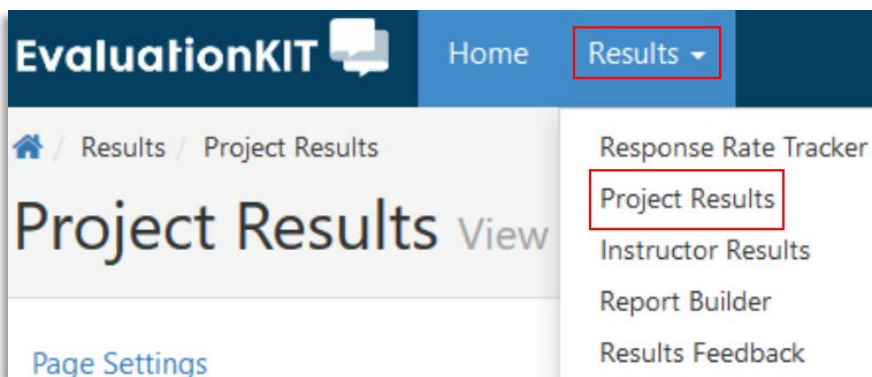 EvaluationKIT Home Results
Results / Project Results
Project Results View
Page Settings
Response Rate Tracker
Project Results
Instructor Results
Report Builder
Results Feedback